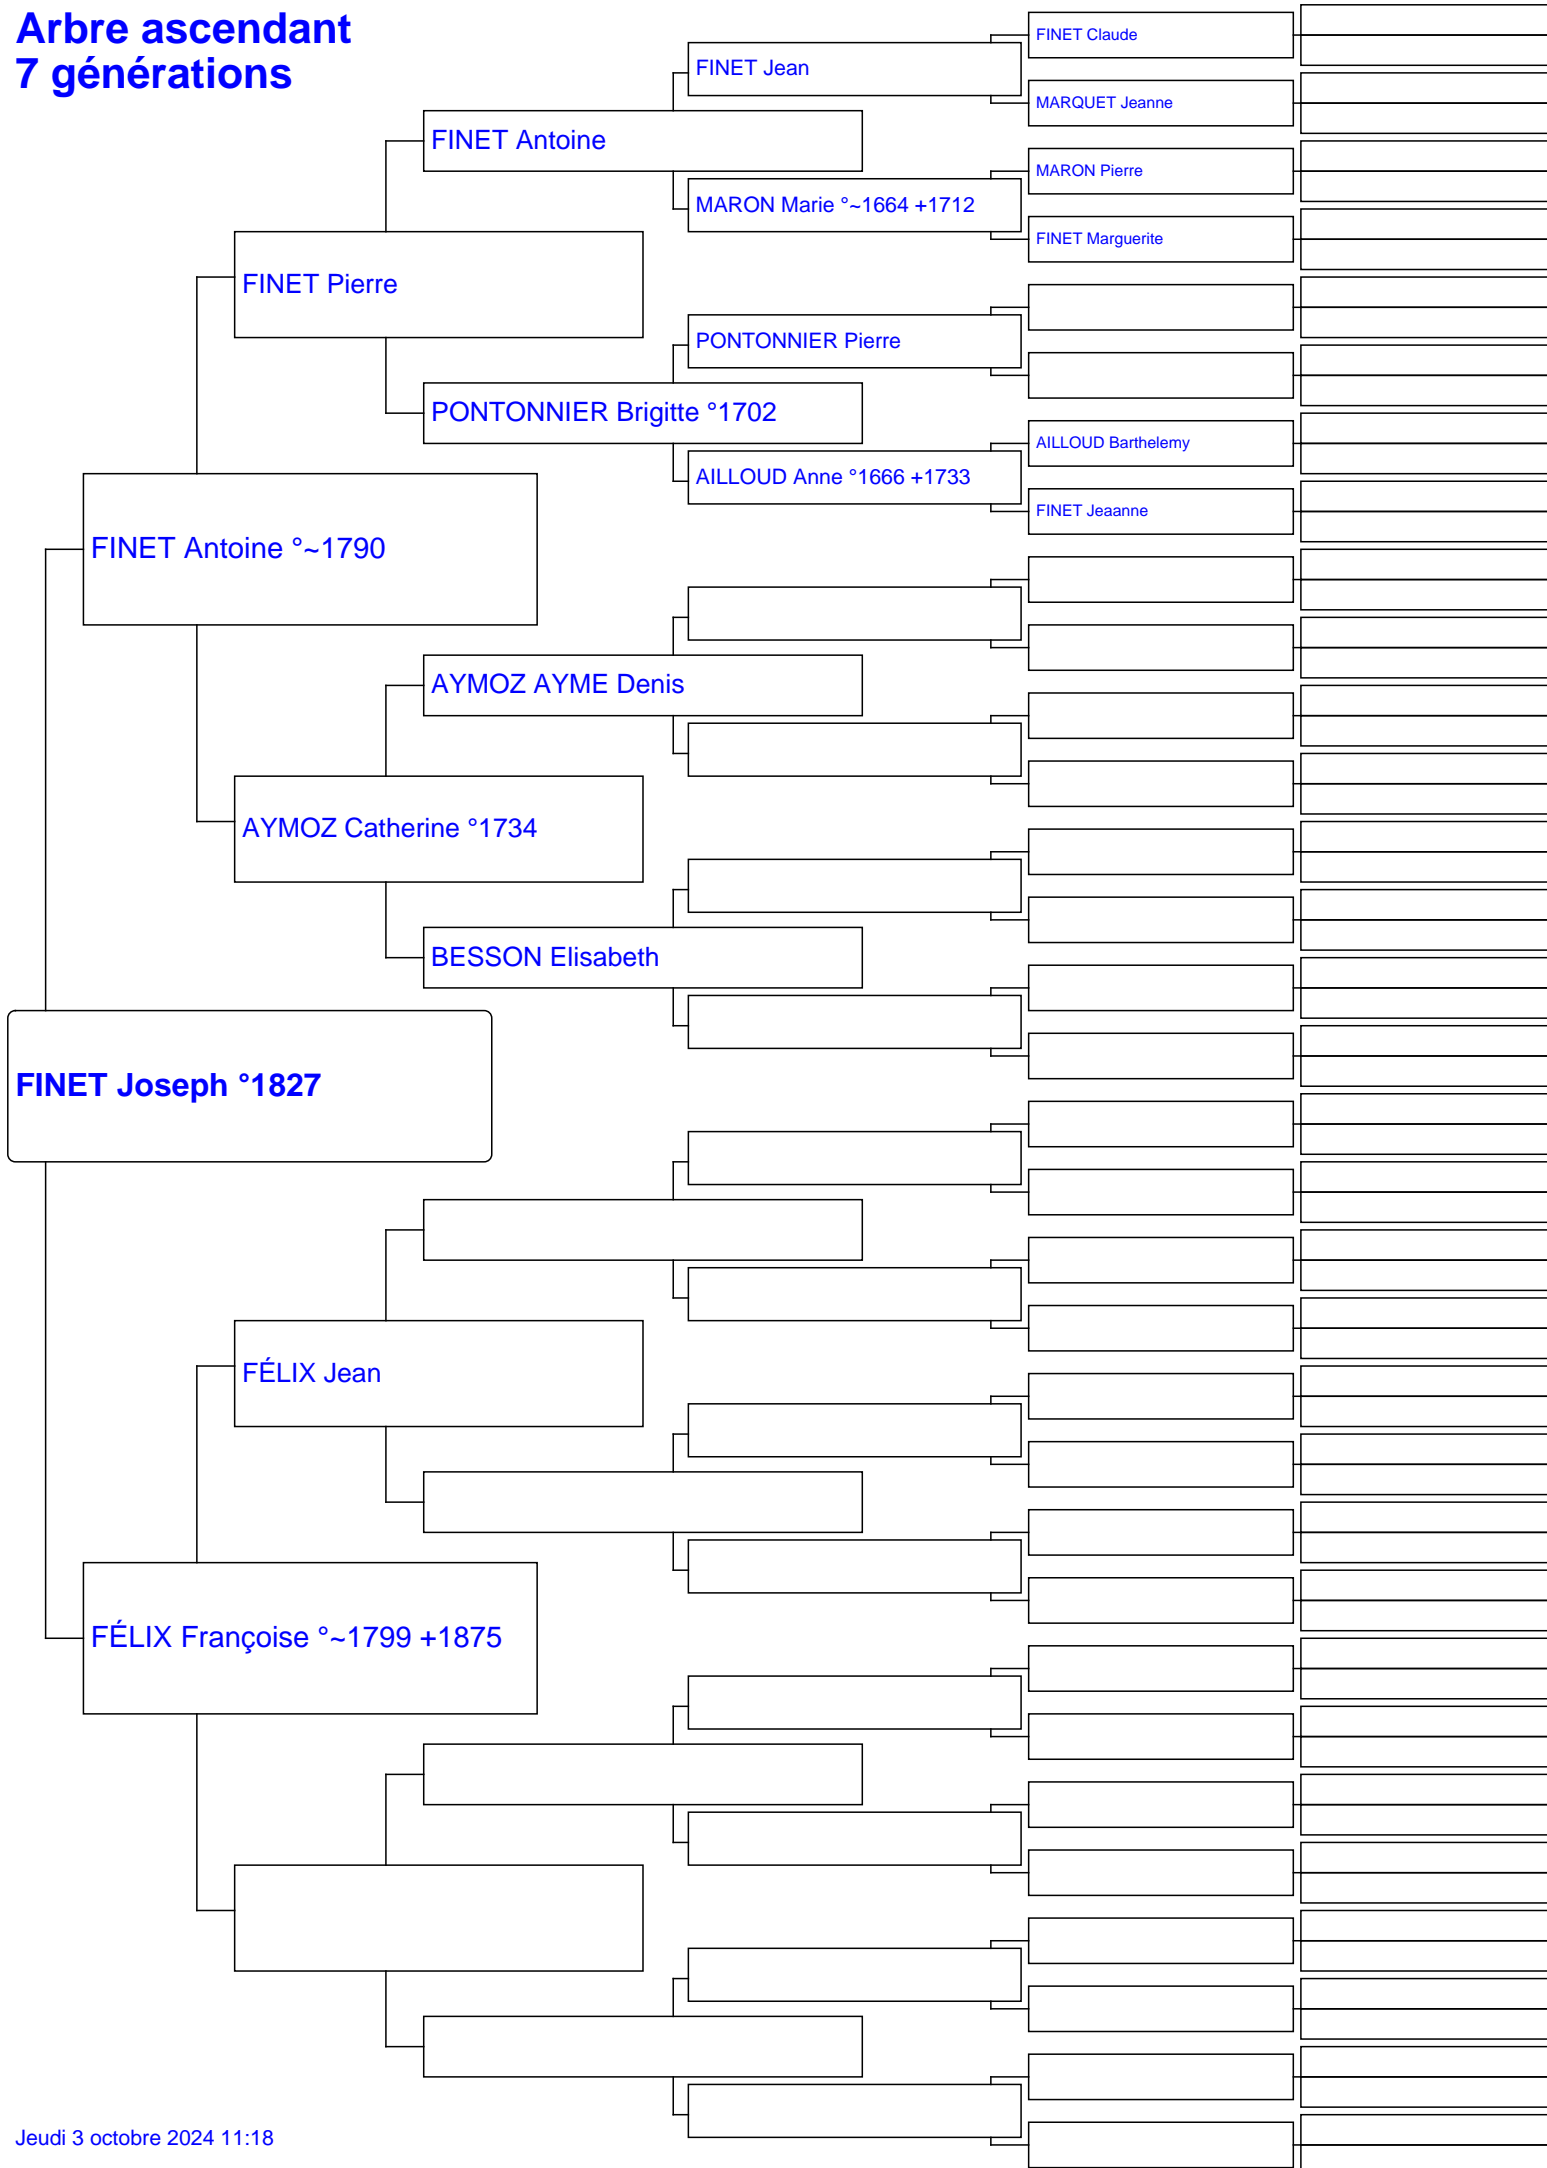 Arbre ascendant
7 générations
FINET Claude
FINET Jean
MARQUET Jeanne
FINET Antoine
MARON Pierre
MARON Marie °~1664 +1712
FINET Marguerite
FINET Pierre
PONTONNIER Pierre
PONTONNIER Brigitte °1702
AILLOUD Barthelemy
AILLOUD Anne °1666 +1733
FINET Jeaanne
FINET Antoine °~1790
AYMOZ AYME Denis
AYMOZ Catherine °1734
BESSON Elisabeth
FINET Joseph °1827
FÉLIX Jean
FÉLIX Françoise °~1799 +1875
Jeudi 3 octobre 2024 11:18